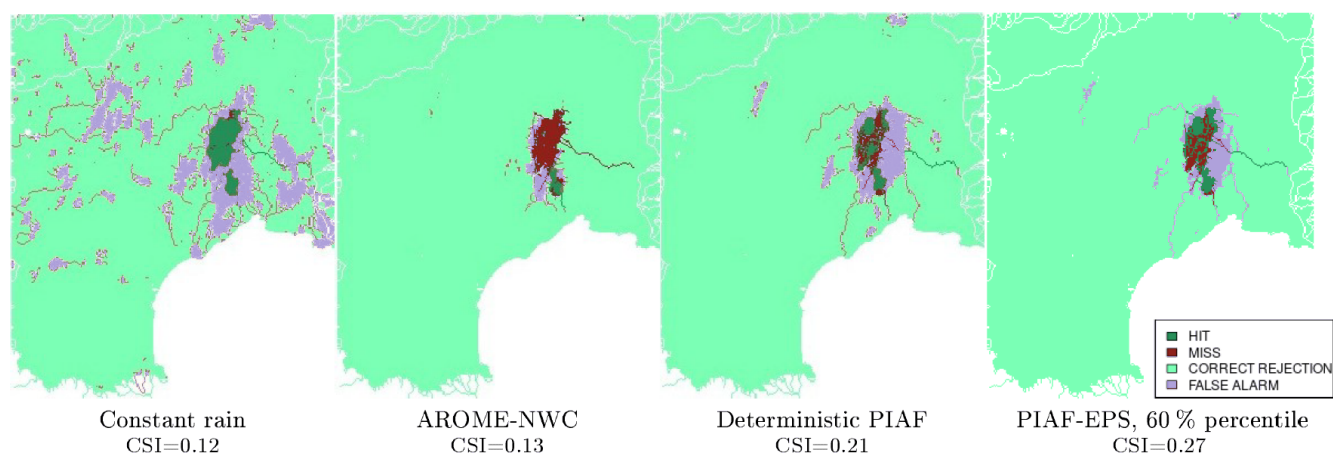 HIT
MISS
CORRECT REJECTION
FALSE ALARM
Constant rain
CSI=0.12
AROME-NWC
CSI=0.13
Deterministic PIAF
CSI=0.21
PIAF-EPS, 60 % percentile
CSI=0.27